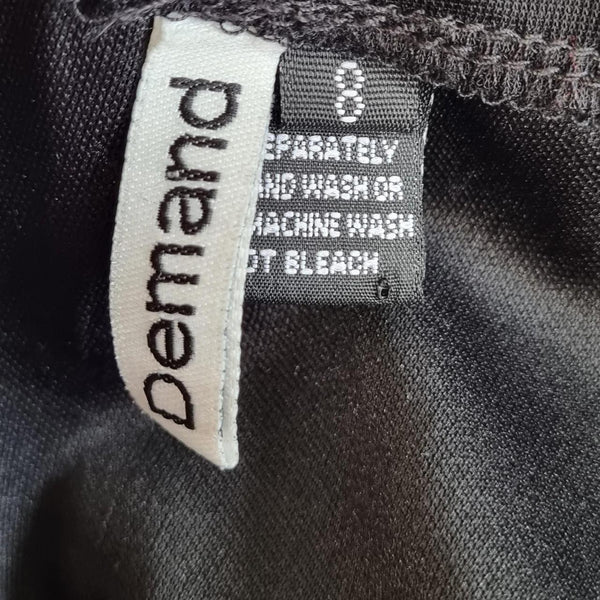 Demand
8
EPARATELY
AND WASH OR
MACHINE WASH
OT BLEACH